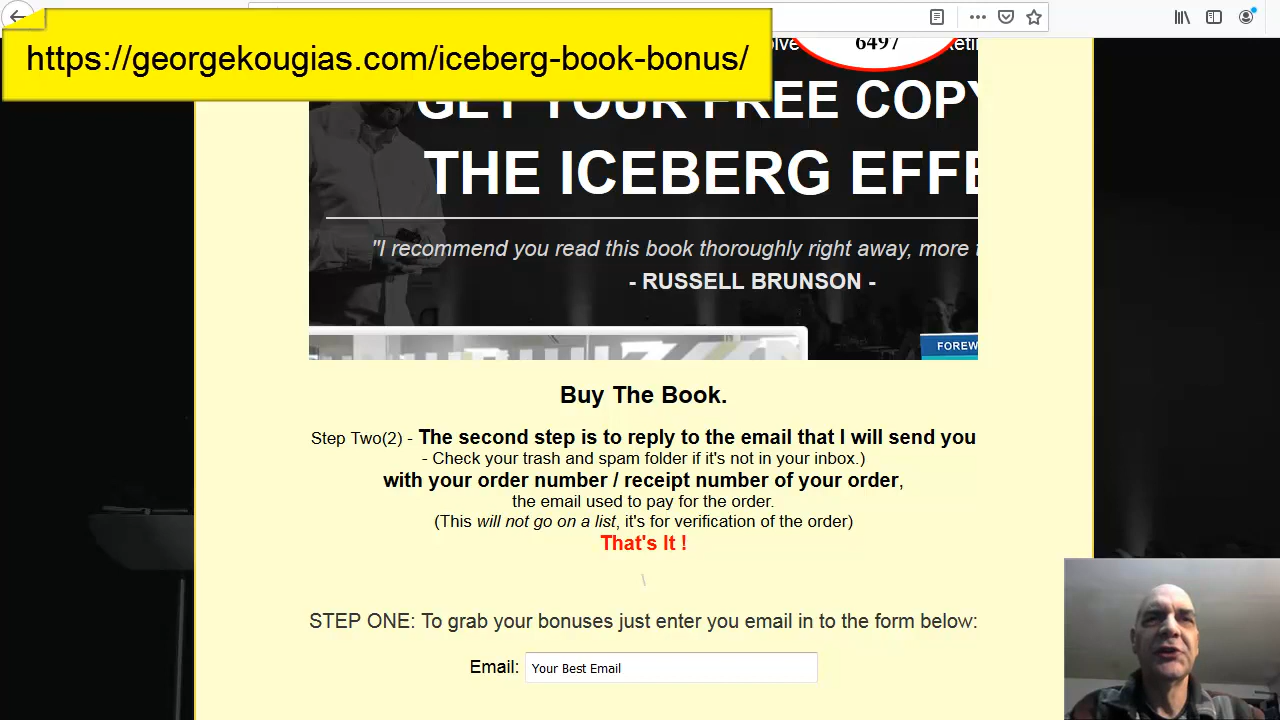 https://georgekougias.com/iceberg-book-bonus/
6497
GET YOUR FREE COPY
THE ICEBERG EFFE
"I recommend you read this book thoroughly right away, more t
- RUSSELL BRUNSON -
FOREW
Buy The Book.
Step Two(2) - The second step is to reply to the email that I will send you
- Check your trash and spam folder if it's not in your inbox.)
with your order number / receipt number of your order,
the email used to pay for the order.
(This will not go on a list, it's for verification of the order)
That's It !
\
STEP ONE: To grab your bonuses just enter you email in to the form below:
Email: Your Best Email